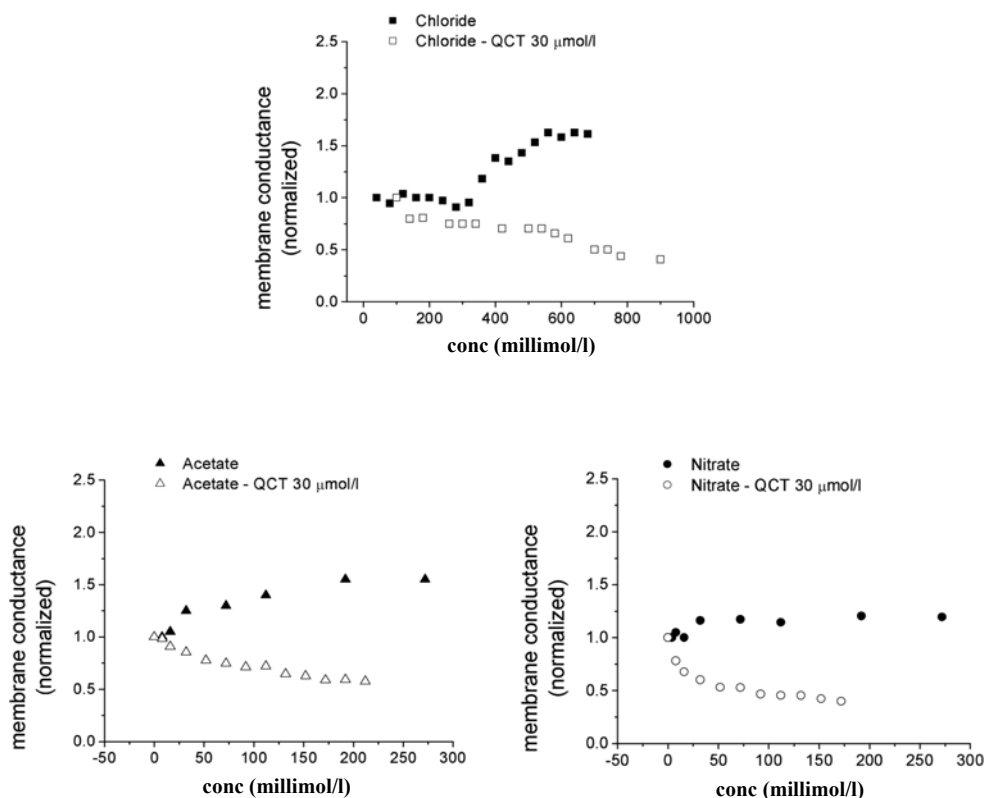 Chloride
Chloride - QCT 30 μmol/l
2.5
2.0
1.5
1.0
0.5
0.0
membrane conductance
(normalized)
0 200 400 600 800 1000
conc (millimol/l)
Acetate
Acetate - QCT 30 μmol/l
2.5
2.0
1.5
1.0
0.5
0.0
membrane conductance
(normalized)
-50 0 50 100 150 200 250 300
conc (millimol/l)
Nitrate
Nitrate - QCT 30 μmol/l
2.5
2.0
1.5
1.0
0.5
0.0
membrane conductance
(normalized)
-50 0 50 100 150 200 250 300
conc (millimol/l)